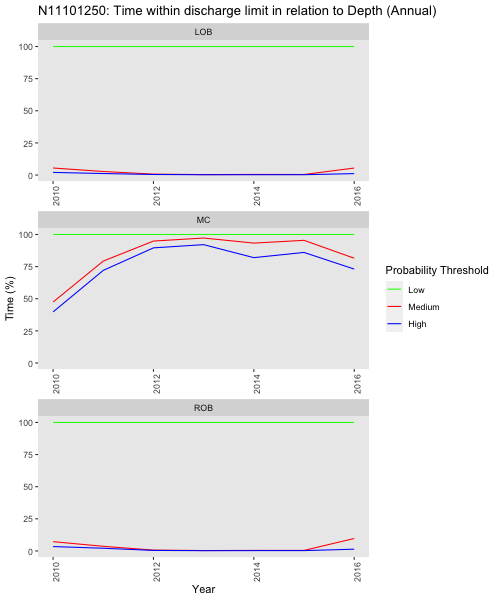 N11101250: Time within discharge limit in relation to Depth (Annual)
LOB
100
75
50
25
0
2010
2012
2014
2016
MC
100
75
50
25
0
2010
2012
2014
2016
Time (%)
ROB
100
75
50
25
0
2010
2012
2014
2016
Year
Probability Threshold
Low
Medium
High